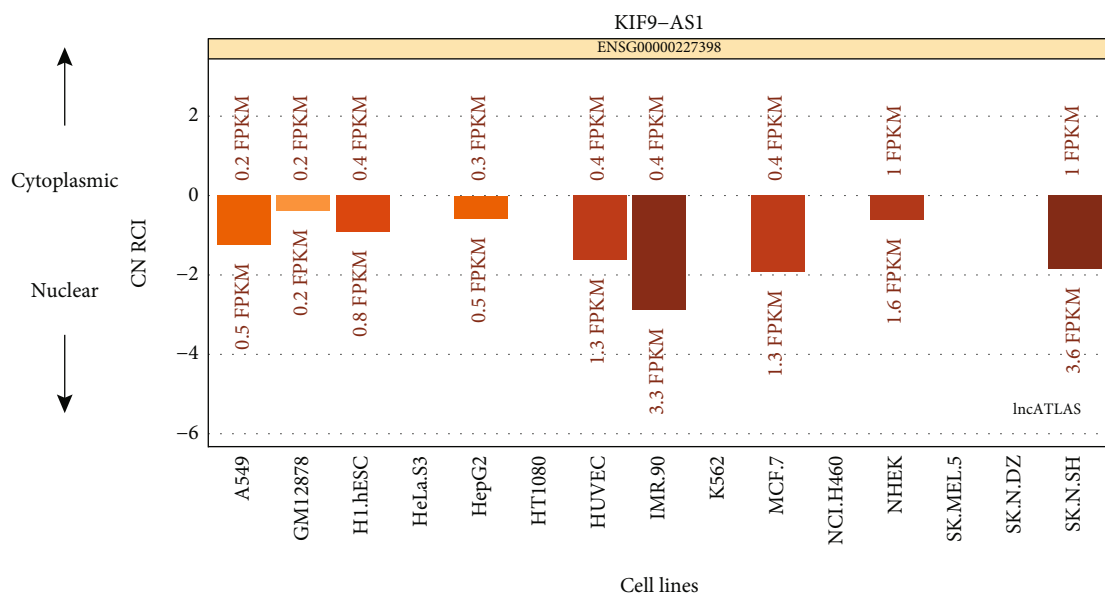 KIF9−AS1
ENSG00000227398
Cytoplasmic
Nuclear
CN RCI
2
0
−2
−4
−6
0.2 FPKM
0.2 FPKM
0.4 FPKM
0.3 FPKM
0.4 FPKM
0.4 FPKM
0.4 FPKM
1 FPKM
1 FPKM
0.5 FPKM
0.2 FPKM
0.8 FPKM
0.5 FPKM
1.3 FPKM
3.3 FPKM
1.3 FPKM
1.6 FPKM
3.6 FPKM
lncATLAS
A549
GM12878
H1.hESC
HeLa.S3
HepG2
HT1080
HUVEC
IMR.90
K562
MCF.7
NCI.H460
NHEK
SK.MEL.5
SK.N.DZ
SK.N.SH
Cell lines